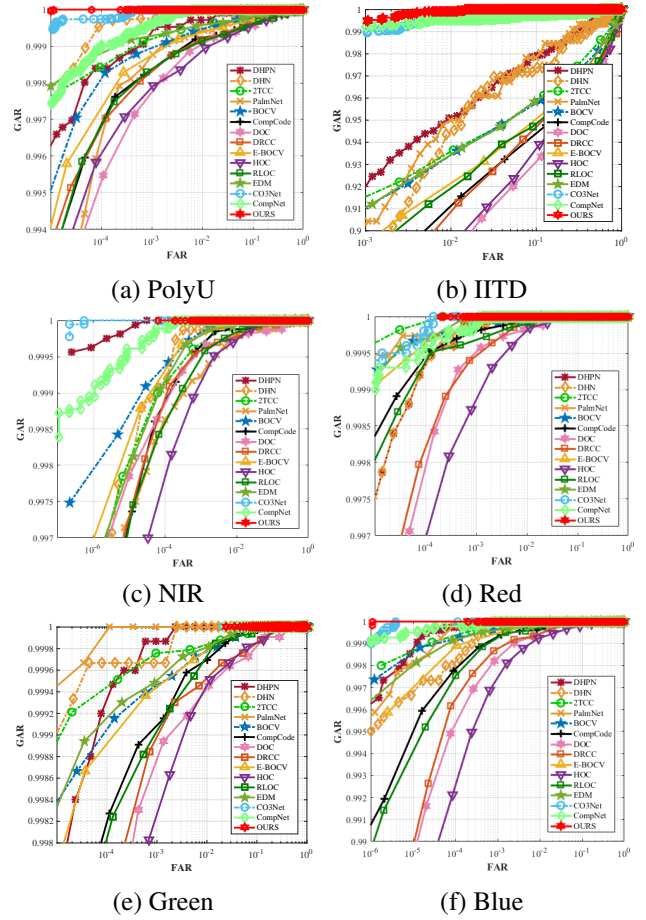 1
0.999
0.998
0.997
0.996
0.995
0.994
GAR
10⁻⁴
10⁻³
10⁻²
10⁻¹
10⁰
FAR
DHPN
DHN
2TCC
PalmNet
BOCV
CompCode
DOC
DRCC
E-BOCV
HOC
RLOC
EDM
CO3Net
CompNet
OURS
(a) PolyU
1
0.99
0.98
0.97
0.96
0.95
0.94
0.93
0.92
0.91
0.9
GAR
10⁻³
10⁻²
10⁻¹
10⁰
FAR
DHPN
DHN
2TCC
PalmNet
BOCV
CompCode
DOC
DRCC
E-BOCV
HOC
RLOC
EDM
CO3Net
CompNet
OURS
(b) IITD
1
0.9995
0.999
0.9985
0.998
0.9975
0.997
GAR
10⁻⁶
10⁻⁴
10⁻²
10⁰
FAR
DHPN
DHN
2TCC
PalmNet
BOCV
CompCode
DOC
DRCC
E-BOCV
HOC
RLOC
EDM
CO3Net
CompNet
OURS
(c) NIR
1
0.9995
0.999
0.9985
0.998
0.9975
0.997
GAR
10⁻⁴
10⁻³
10⁻²
10⁻¹
10⁰
FAR
DHPN
DHN
2TCC
PalmNet
BOCV
CompCode
DOC
DRCC
E-BOCV
HOC
RLOC
EDM
CO3Net
CompNet
OURS
(d) Red
1
0.9998
0.9996
0.9994
0.9992
0.999
0.9988
0.9986
0.9984
0.9982
0.998
GAR
10⁻⁴
10⁻³
10⁻²
10⁻¹
10⁰
FAR
DHPN
DHN
2TCC
PalmNet
BOCV
CompCode
DOC
DRCC
E-BOCV
HOC
RLOC
EDM
CO3Net
CompNet
OURS
(e) Green
1
0.999
0.998
0.997
0.996
0.995
0.994
0.993
0.992
0.991
0.99
GAR
10⁻⁶
10⁻⁵
10⁻⁴
10⁻³
10⁻²
10⁻¹
10⁰
FAR
DHPN
DHN
2TCC
PalmNet
BOCV
CompCode
DOC
DRCC
E-BOCV
HOC
RLOC
EDM
CO3Net
CompNet
OURS
(f) Blue